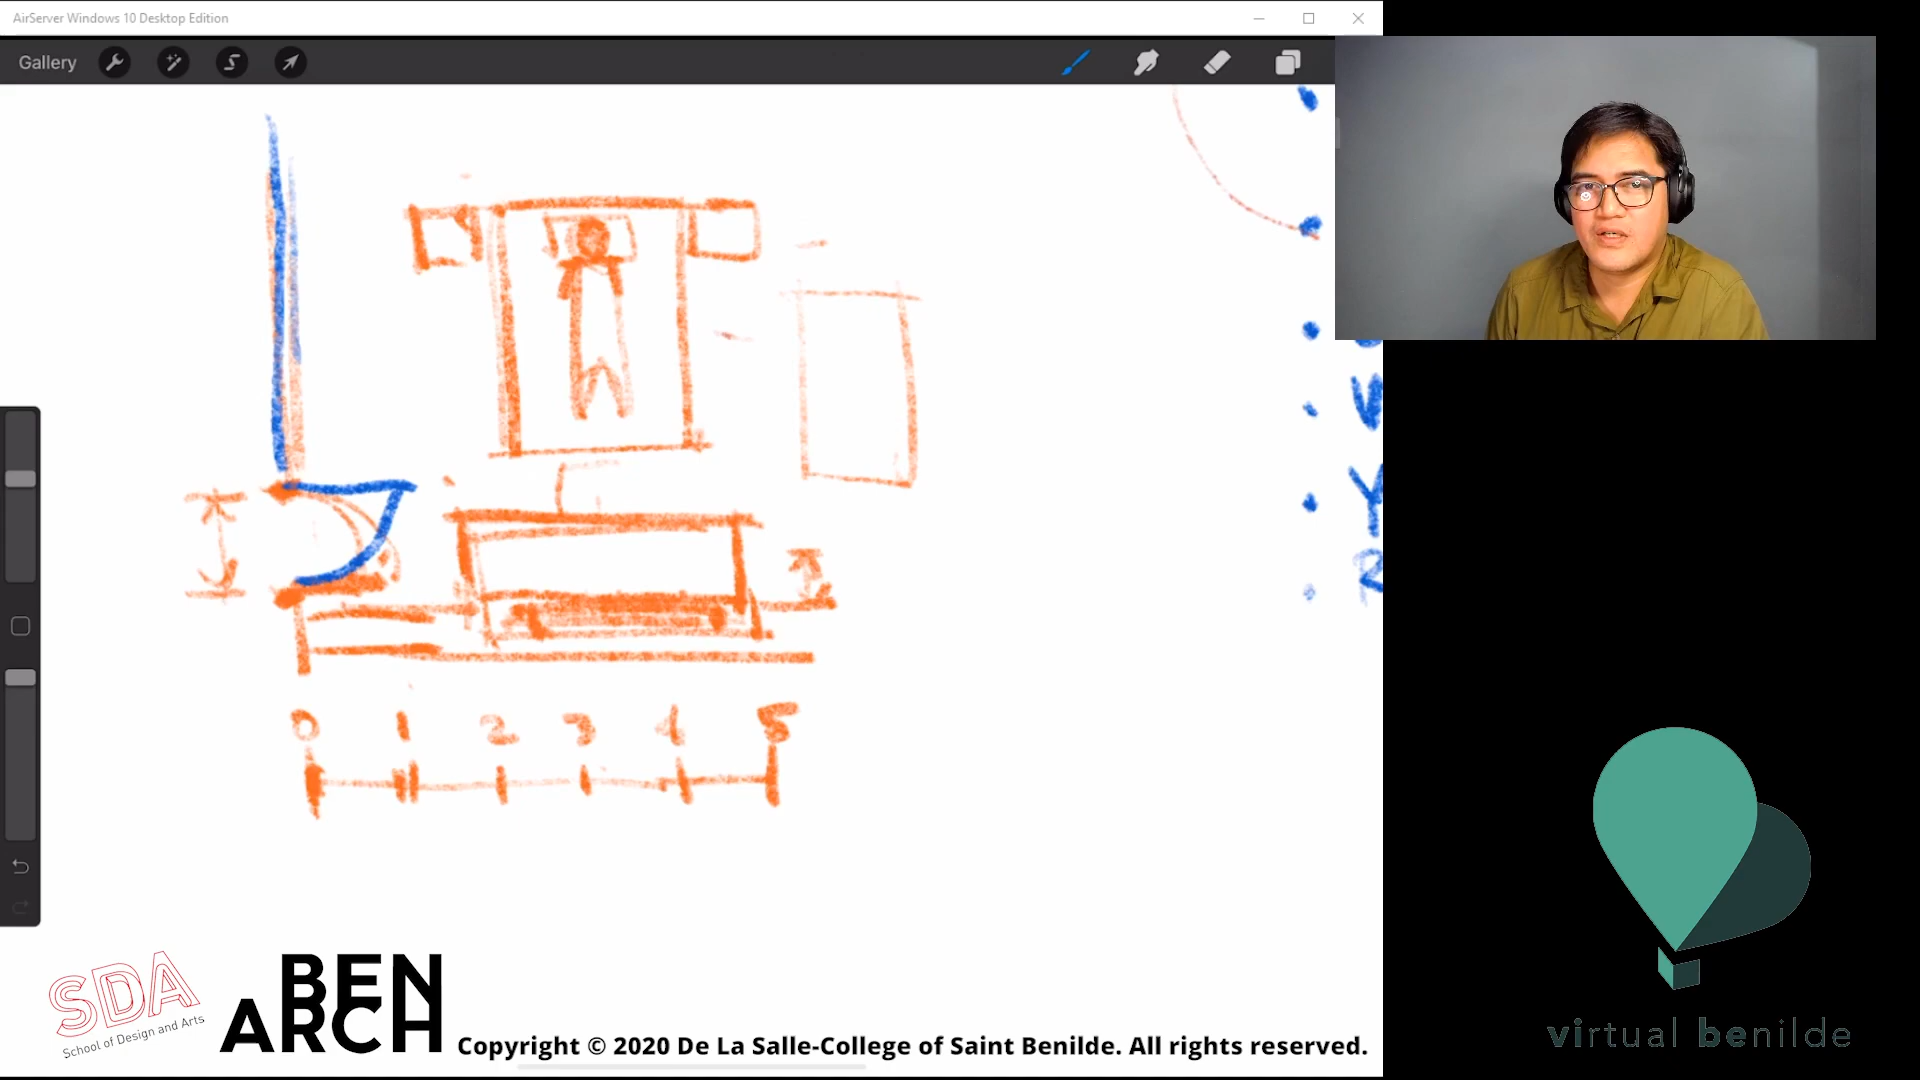 AirServer Windows 10 Desktop Edition
Gallery
V
Y
R
0 1 2 3 4 5
SDA
School of Design and Arts
BEN
ARCH
Copyright © 2020 De La Salle-College of Saint Benilde. All rights reserved.
virtual benilde